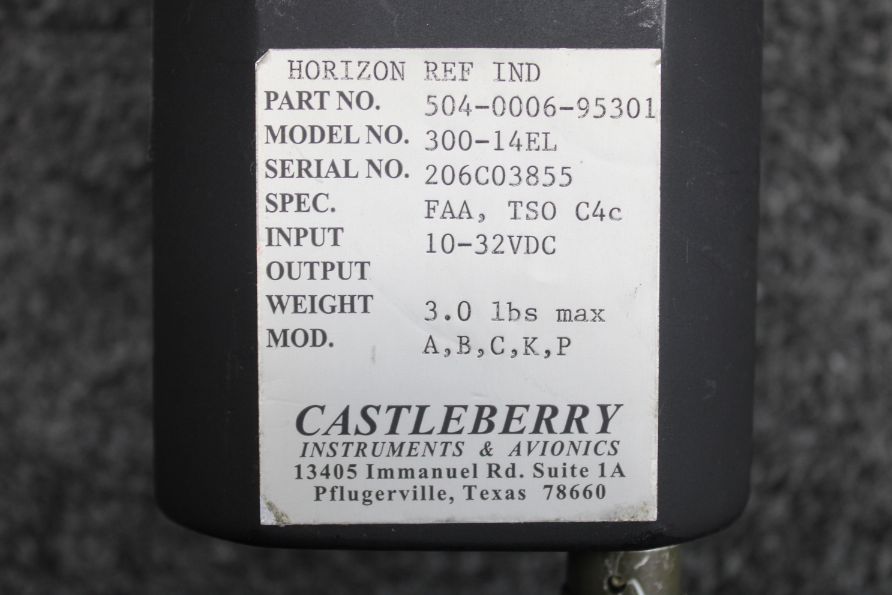 HORIZON REF IND
PART NO. 504-0006-95301
MODEL NO. 300-14EL
SERIAL NO. 206C03855
SPEC. FAA, TSO C4c
INPUT 10-32VDC
OUTPUT
WEIGHT 3.0 lbs max
MOD. A,B,C,K,P
CASTLEBERRY
INSTRUMENTS & AVIONICS
13405 Immanuel Rd. Suite 1A
Pflugerville, Texas 78660